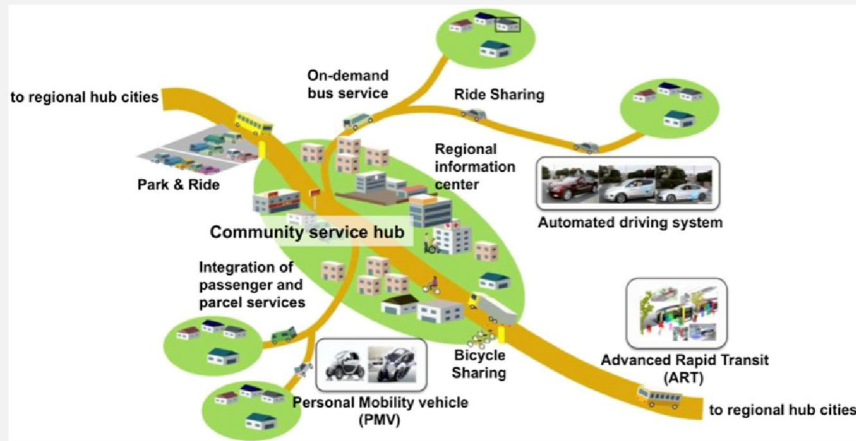 On-demand
bus service
to regional hub cities
Ride Sharing
Park & Ride
Regional
information
center
Automated driving system
Community service hub
Integration of
passenger and
parcel services
Bicycle
Sharing
Advanced Rapid Transit
(ART)
Personal Mobility vehicle
(PMV)
to regional hub cities